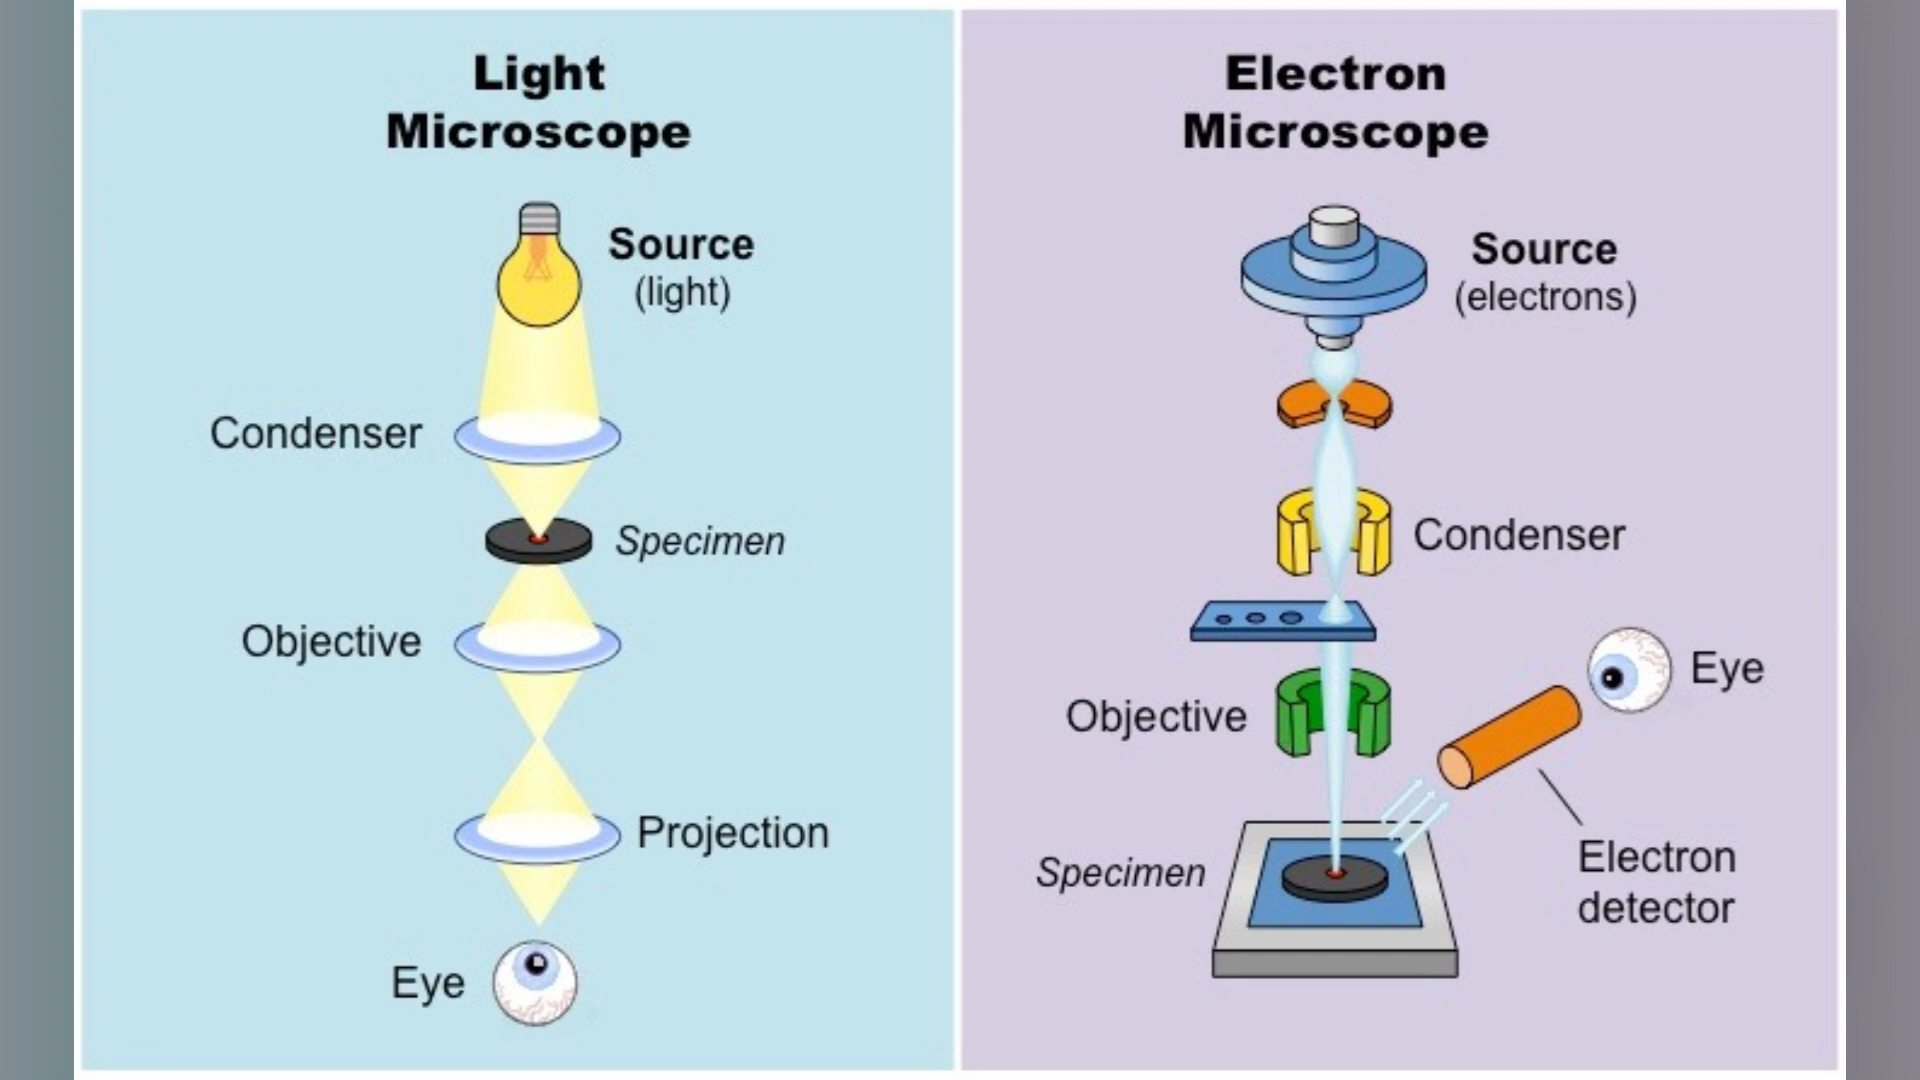 Light
Microscope
Source
(light)
Condenser
Specimen
Objective
Projection
Eye
Electron
Microscope
Source
(electrons)
Condenser
Eye
Objective
Specimen
Electron
detector